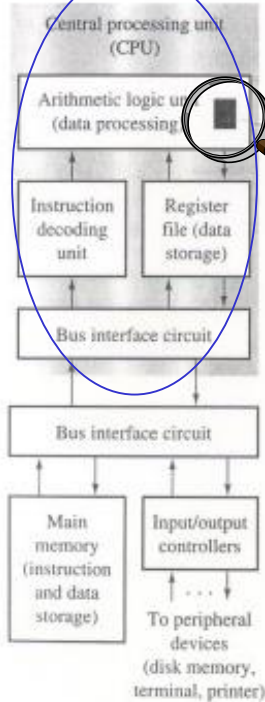 Central processing unit
(CPU)
Arithmetic logic unit
(data processing)
Instruction
decoding
unit
Register
file (data
storage)
Bus interface circuit
Bus interface circuit
Main
memory
(instruction
and data
storage)
Input/output
controllers
. . .
To peripheral
devices
(disk memory,
terminal, printer)